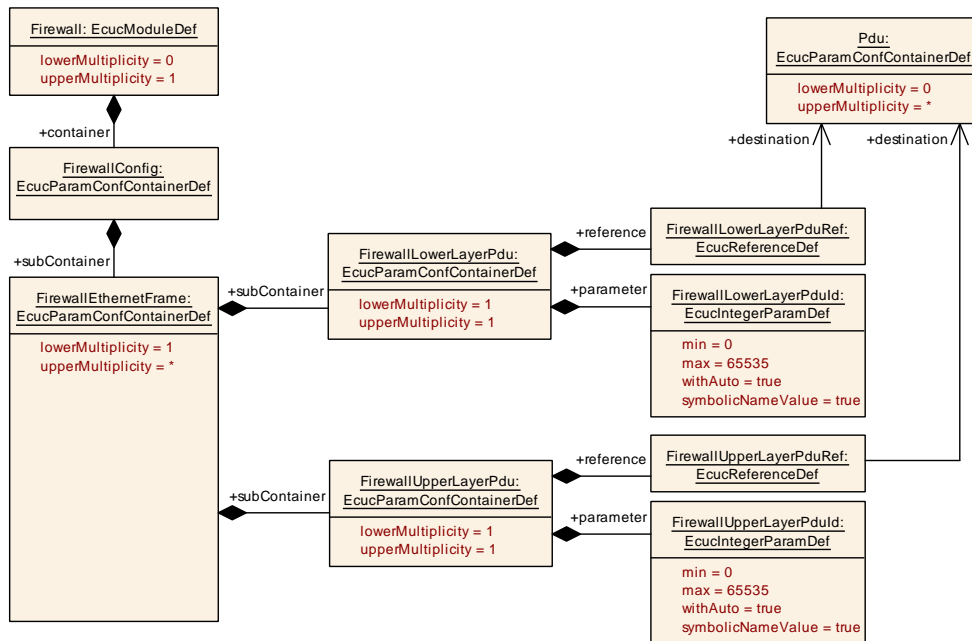 Firewall: EcucModuleDef
lowerMultiplicity = 0
upperMultiplicity = 1
+container
FirewallConfig:
EcucParamConfContainerDef
+subContainer
FirewallEthernetFrame:
EcucParamConfContainerDef
lowerMultiplicity = 1
upperMultiplicity = *
+subContainer
FirewallLowerLayerPdu:
EcucParamConfContainerDef
lowerMultiplicity = 1
upperMultiplicity = 1
+reference
FirewallLowerLayerPduRef:
EcucReferenceDef
+parameter
FirewallLowerLayerPduId:
EcucIntegerParamDef
min = 0
max = 65535
withAuto = true
symbolicNameValue = true
+destination
+destination
Pdu:
EcucParamConfContainerDef
lowerMultiplicity = 0
upperMultiplicity = *
+subContainer
FirewallUpperLayerPdu:
EcucParamConfContainerDef
lowerMultiplicity = 1
upperMultiplicity = 1
+reference
FirewallUpperLayerPduRef:
EcucReferenceDef
+parameter
FirewallUpperLayerPduId:
EcucIntegerParamDef
min = 0
max = 65535
withAuto = true
symbolicNameValue = true